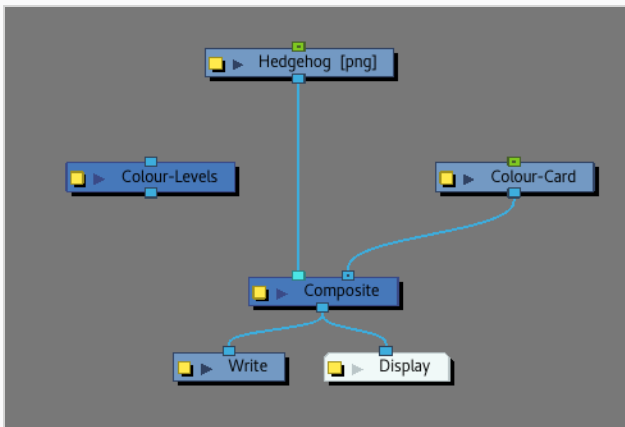 Hedgehog [png]
Colour-Levels
Colour-Card
Composite
Write
Display